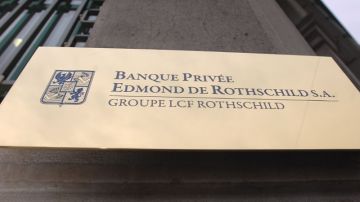 BANQUE PRIVÉE
EDMOND DE ROTHSCHILD S.A.
GROUPE LCF ROTHSCHILD